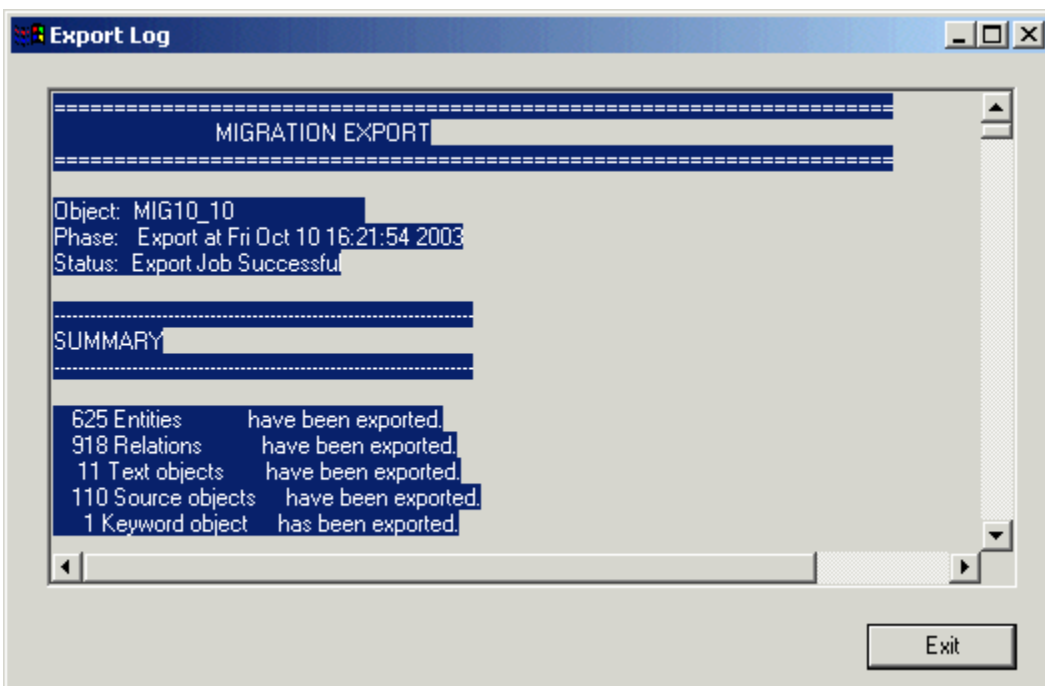 Export Log
======================================================================
MIGRATION EXPORT
======================================================================
Object: MIG10_10
Phase: Export at Fri Oct 10 16:21:54 2003
Status: Export Job Successful
----------------------------------------------------------------------
SUMMARY
----------------------------------------------------------------------
625 Entities have been exported.
918 Relations have been exported.
11 Text objects have been exported.
110 Source objects have been exported.
1 Keyword object has been exported.
Exit